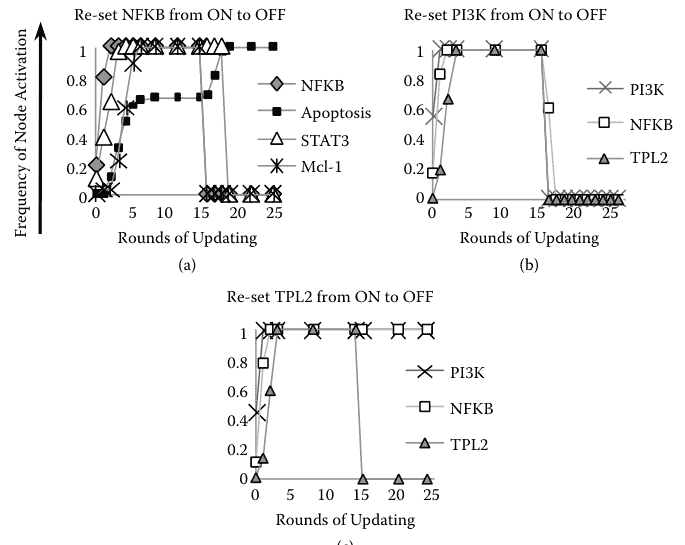 Re-set NFKB from ON to OFF
Frequency of Node Activation
1
0.8
0.6
0.4
0.2
0
0 5 10 15 20 25
Rounds of Updating
NFKB
Apoptosis
STAT3
Mcl-1
(a)
Re-set PI3K from ON to OFF
1
0.8
0.6
0.4
0.2
0
0 5 10 15 20 25
Rounds of Updating
PI3K
NFKB
TPL2
(b)
Re-set TPL2 from ON to OFF
1
0.8
0.6
0.4
0.2
0
0 5 10 15 20 25
Rounds of Updating
PI3K
NFKB
TPL2